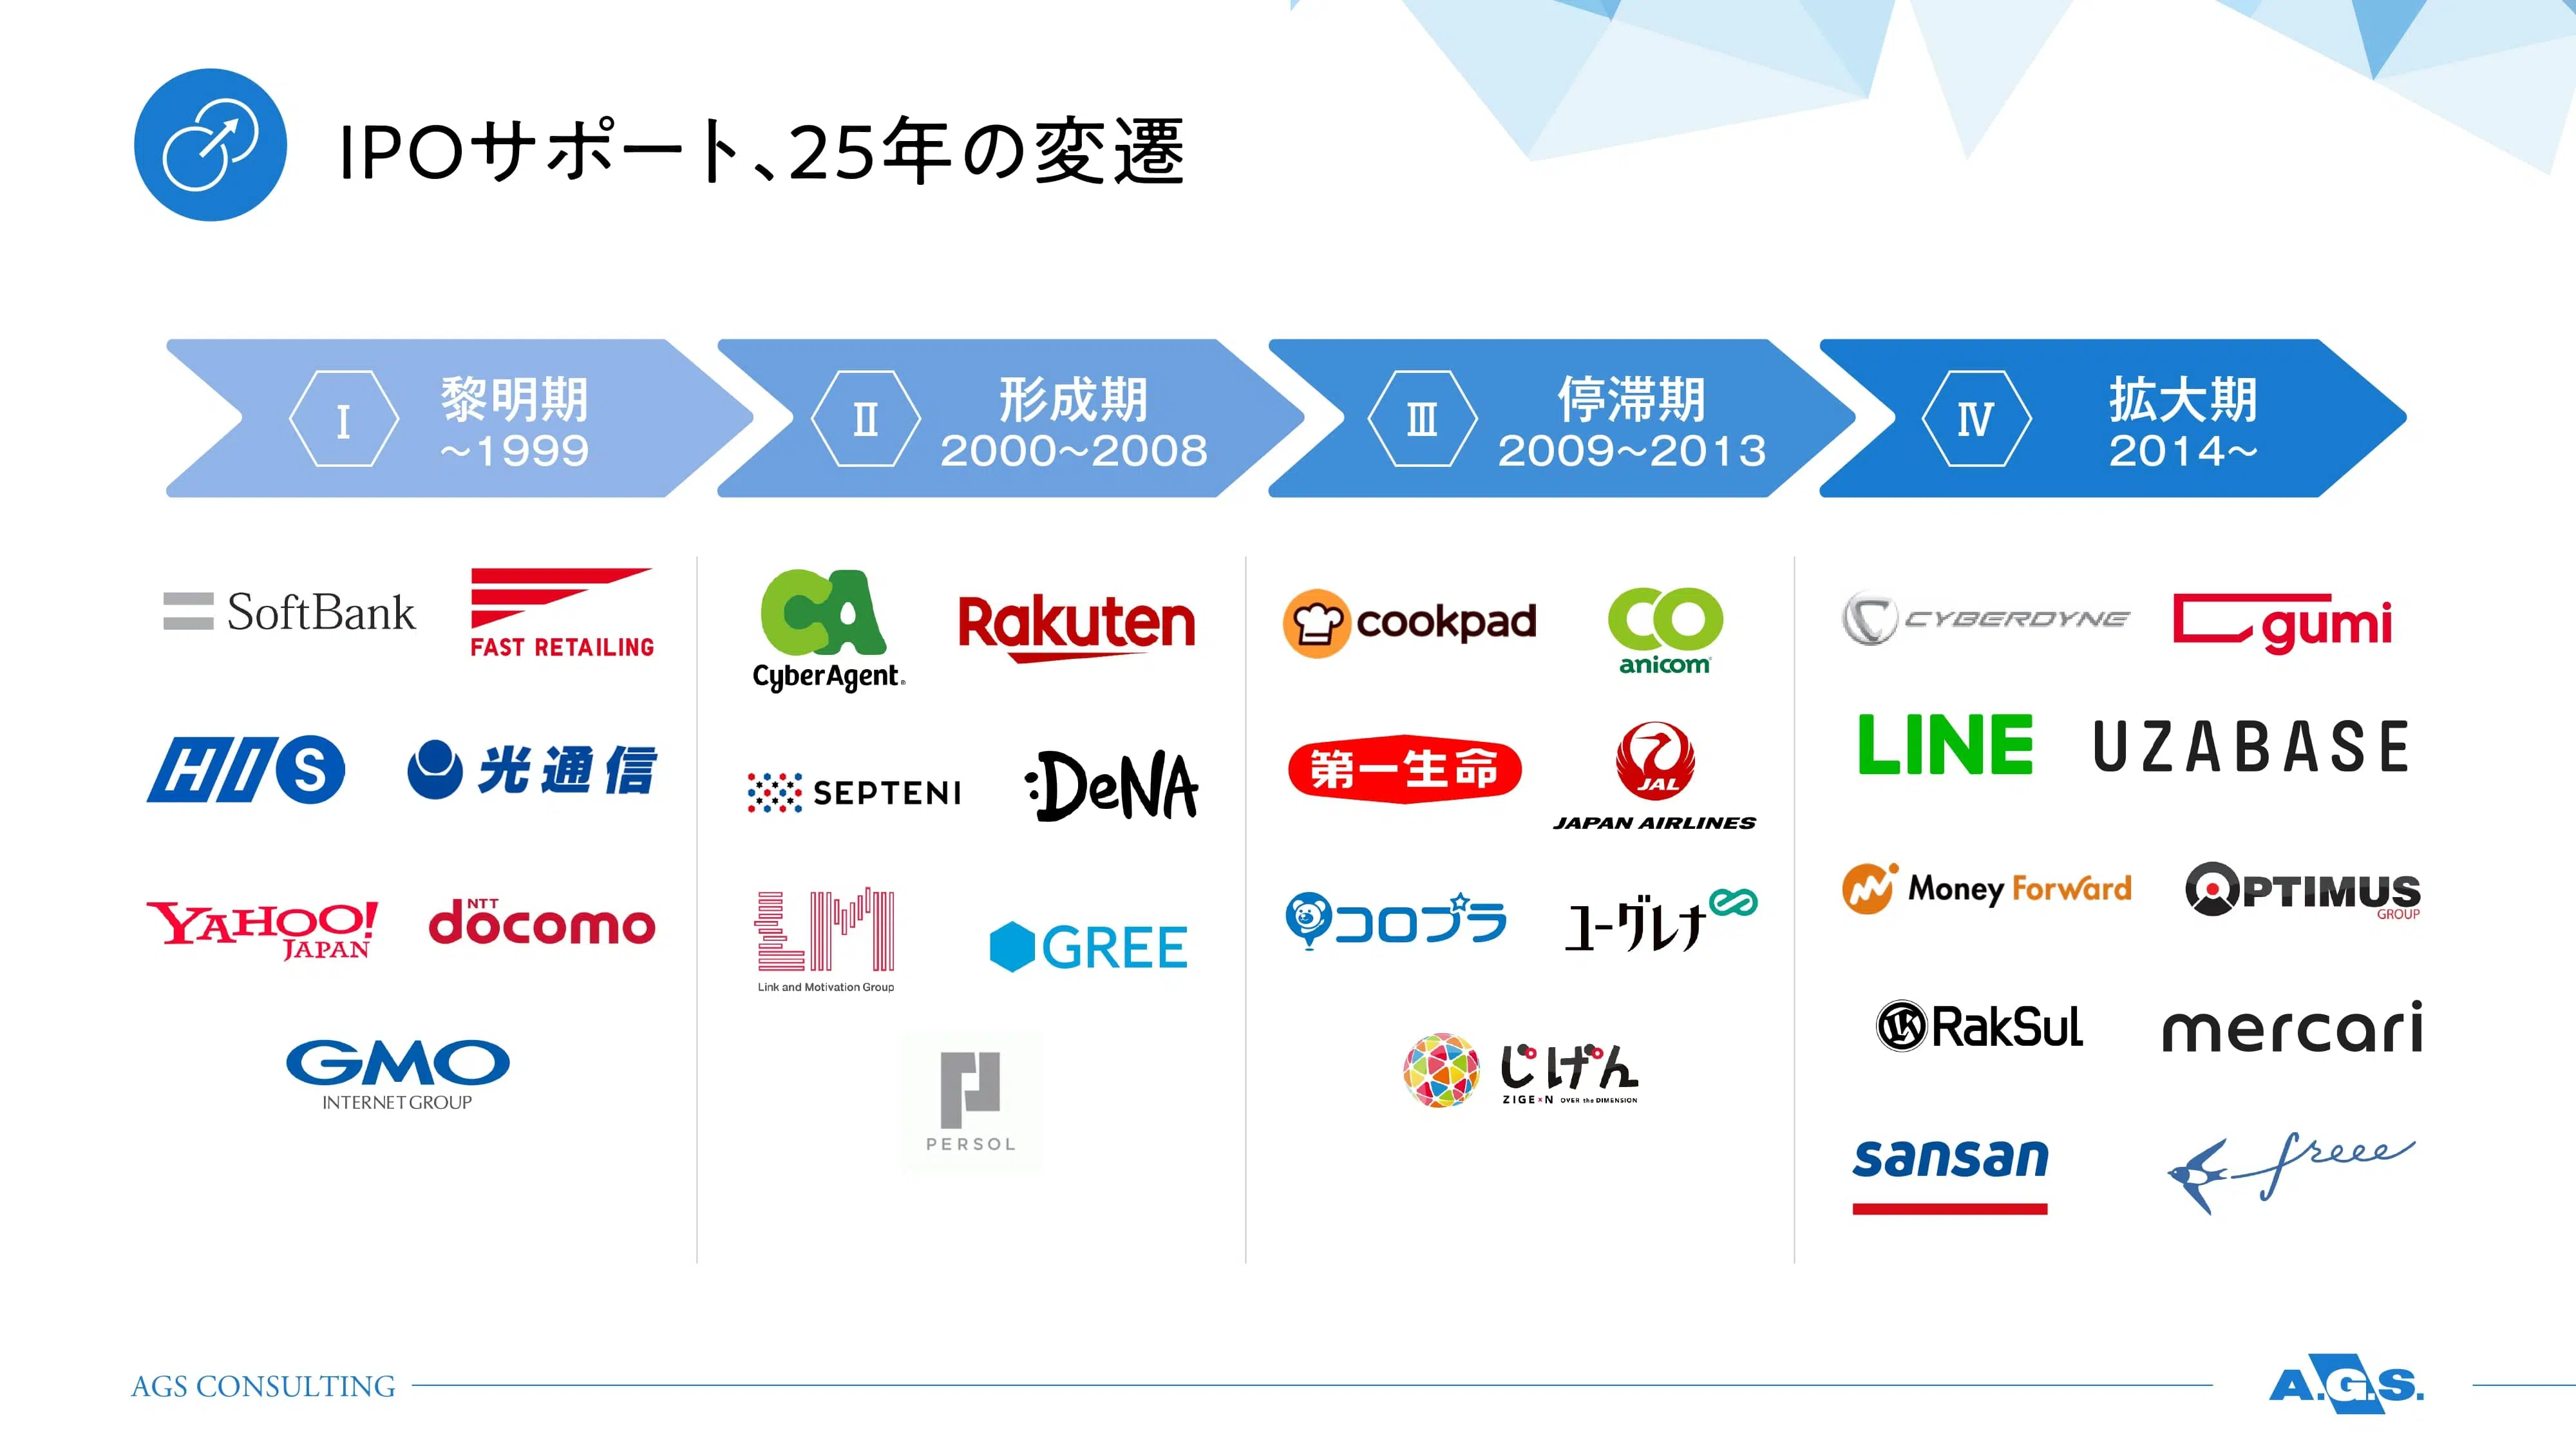 IPOサポート、25年の変遷
Ⅰ
黎明期
~1999
Ⅱ
形成期
2000~2008
Ⅲ
停滞期
2009~2013
Ⅳ
拡大期
2014~
SoftBank
FAST RETAILING
HIS
光通信
YAHOO! JAPAN
NTT docomo
GMO
INTERNET GROUP
CA
CyberAgent®
Rakuten
SEPTENI
:DeNA
LM
Link and Motivation Group
GREE
PERSOL
cookpad
anicom
第一生命
JAL
JAPAN AIRLINES
コロプラ
ユーグレナ
じげん
ZIGExN OVER the DIMENSION
CYBERDYNE
gumi
LINE
UZABASE
Money Forward
OPTIMUS
GROUP
RakSul
mercari
sansan
freee
AGS CONSULTING
A.G.S.